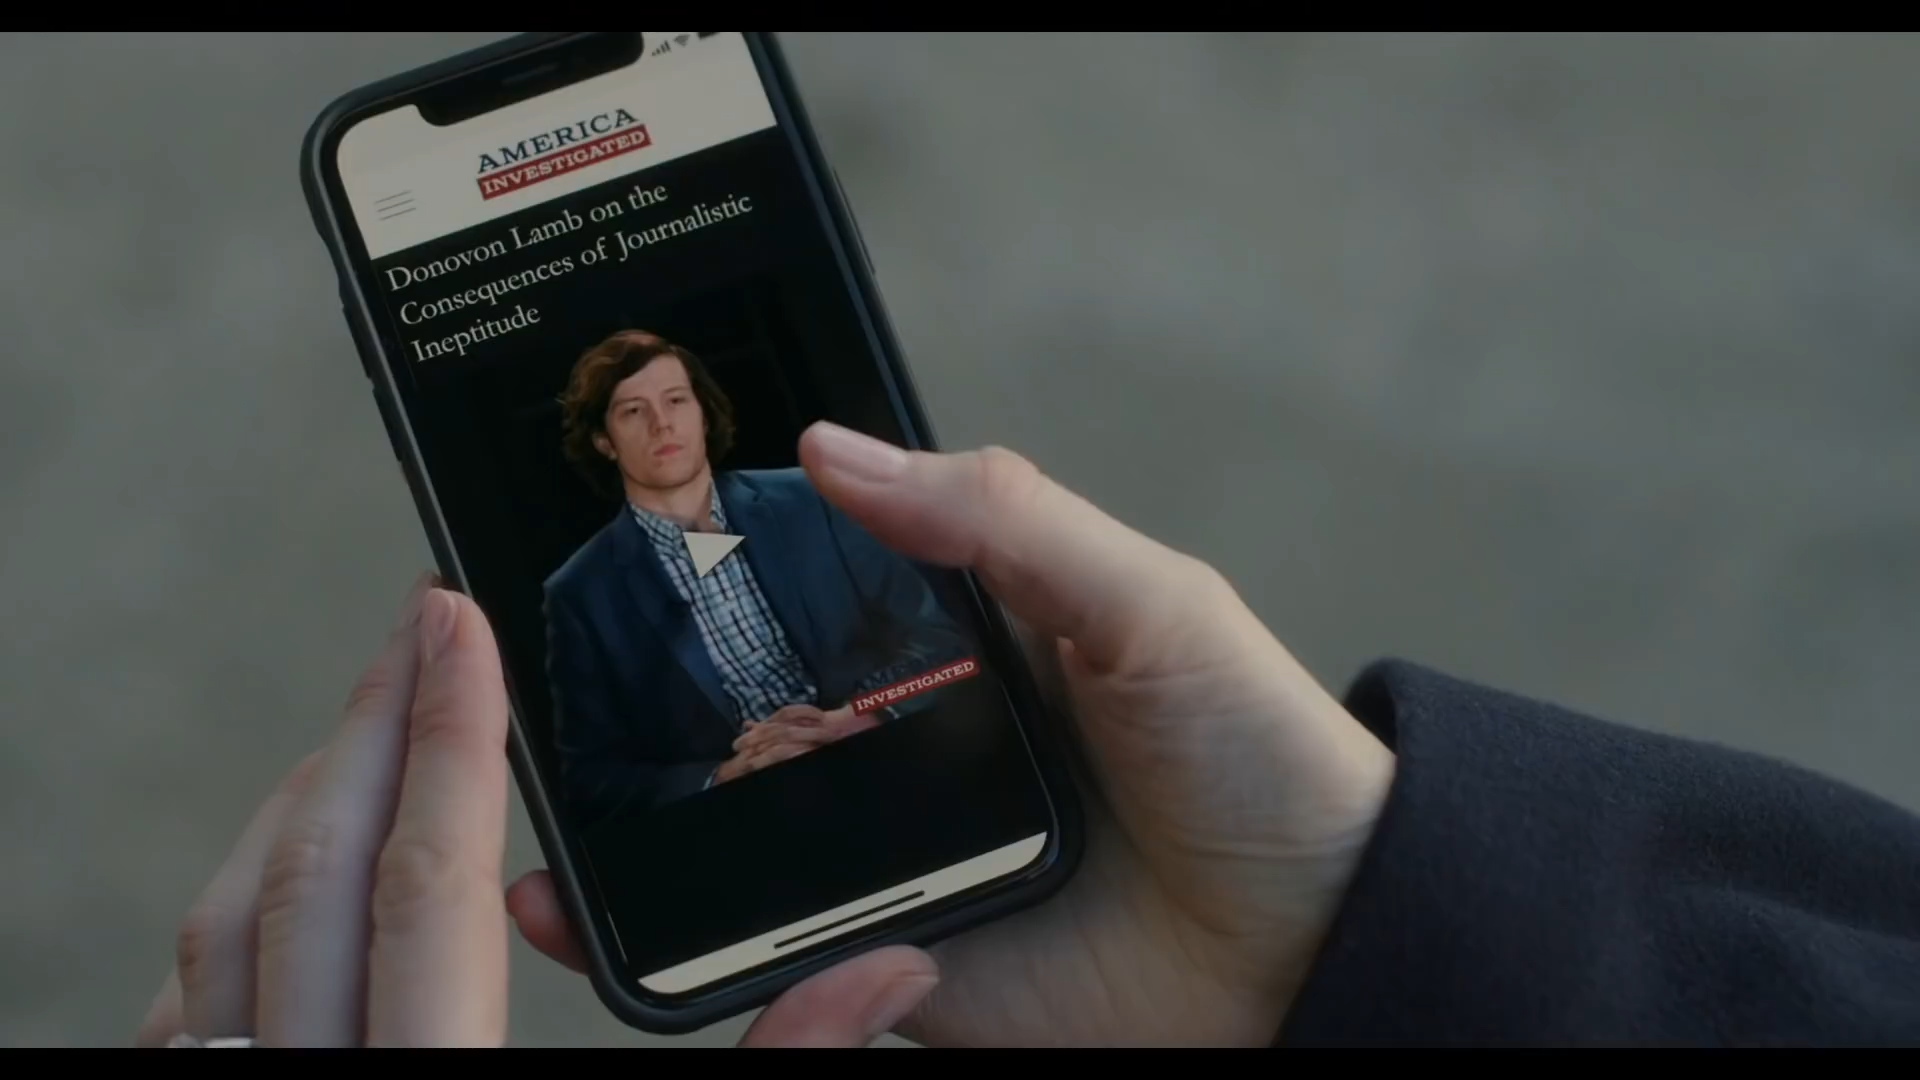 AMERICA
INVESTIGATED
Donovon Lamb on the
Consequences of Journalistic
Ineptitude
INVESTIGATED